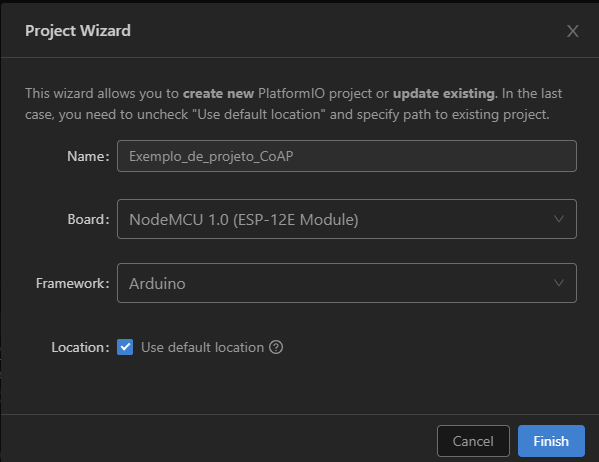 Project Wizard
This wizard allows you to create new PlatformIO project or update existing. In the last
case, you need to uncheck "Use default location" and specify path to existing project.
Name: Exemplo_de_projeto_CoAP
Board: NodeMCU 1.0 (ESP-12E Module)
Framework: Arduino
Location: Use default location
Cancel Finish